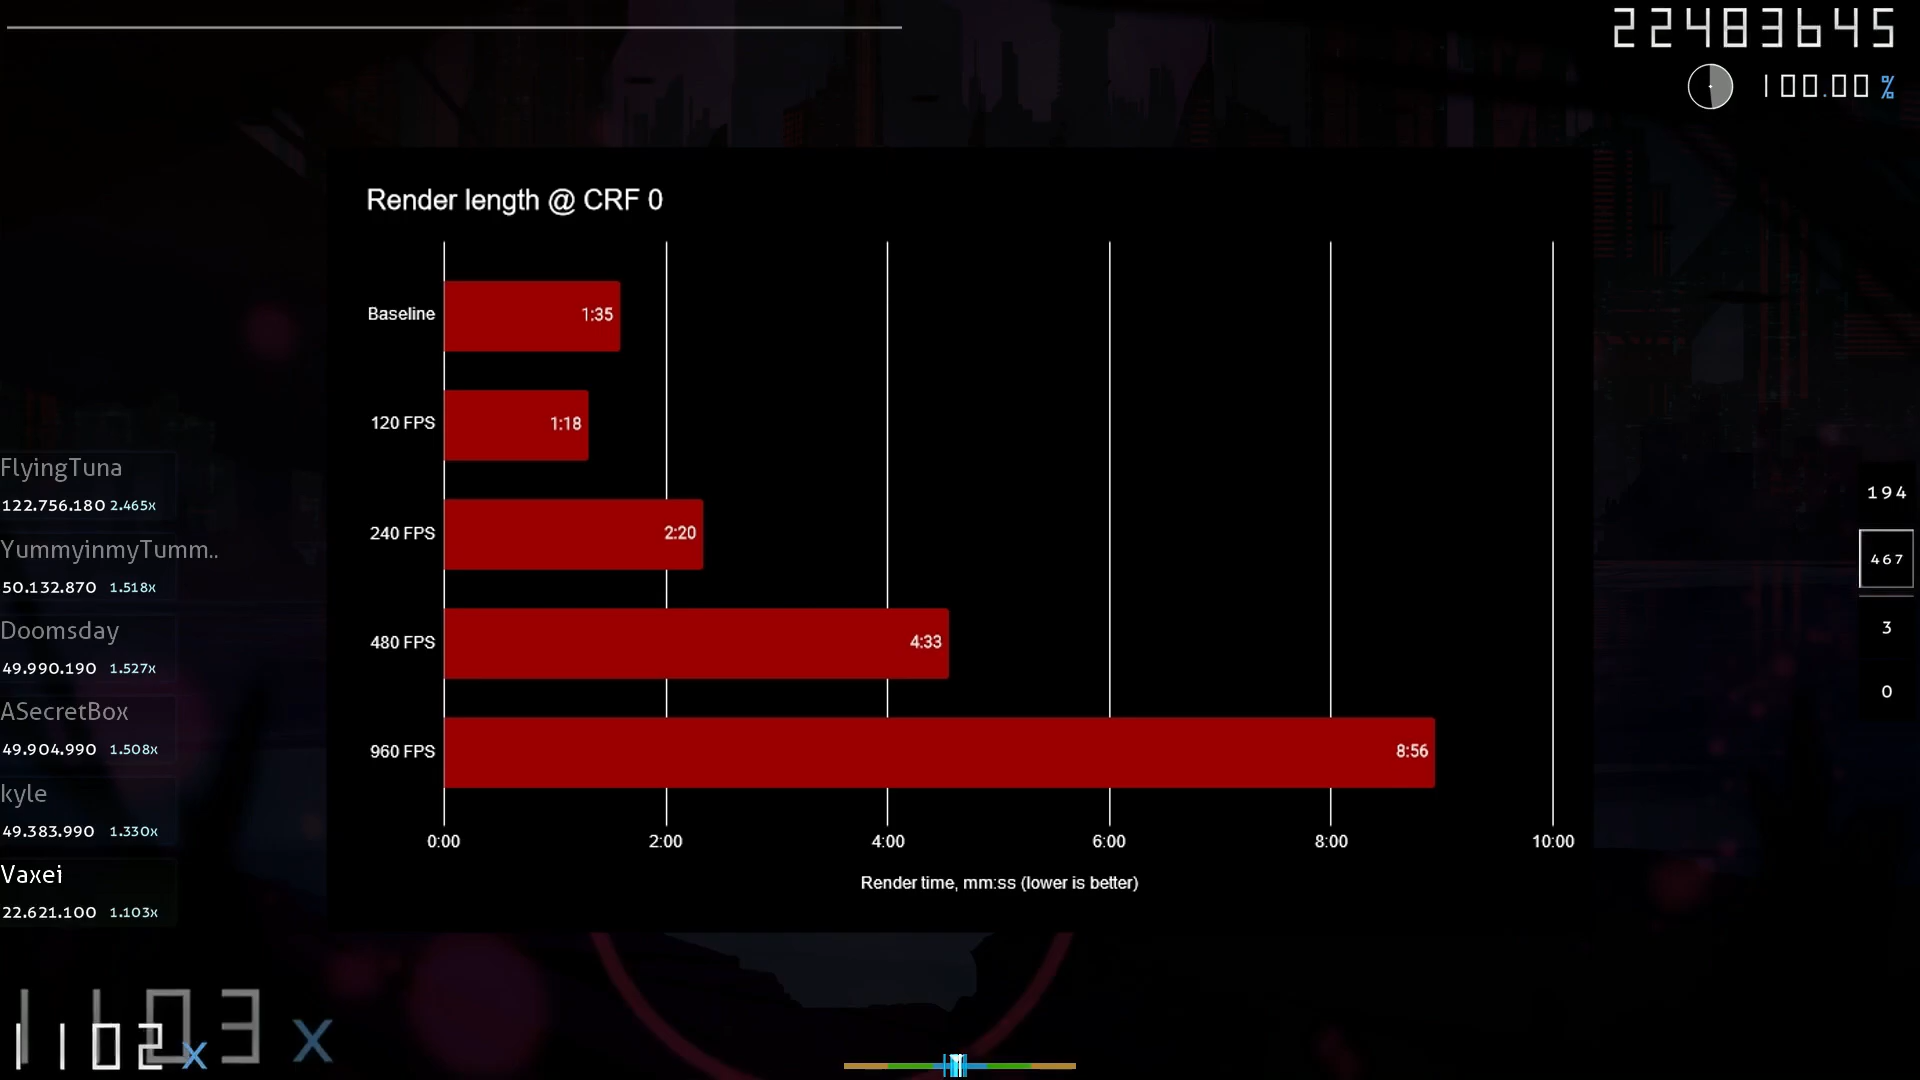 22483645
100.00 %
Render length @ CRF 0
Baseline
1:35
120 FPS
1:18
240 FPS
2:20
480 FPS
4:33
960 FPS
8:56
0:00
2:00
4:00
6:00
8:00
10:00
Render time, mm:ss (lower is better)
FlyingTuna
122.756.180 2.465x
YummyinmyTumm..
50.132.870 1.518x
Doomsday
49.990.190 1.527x
ASecretBox
49.904.990 1.508x
kyle
49.383.990 1.330x
Vaxei
22.621.100 1.103x
194
467
3
0
1102x